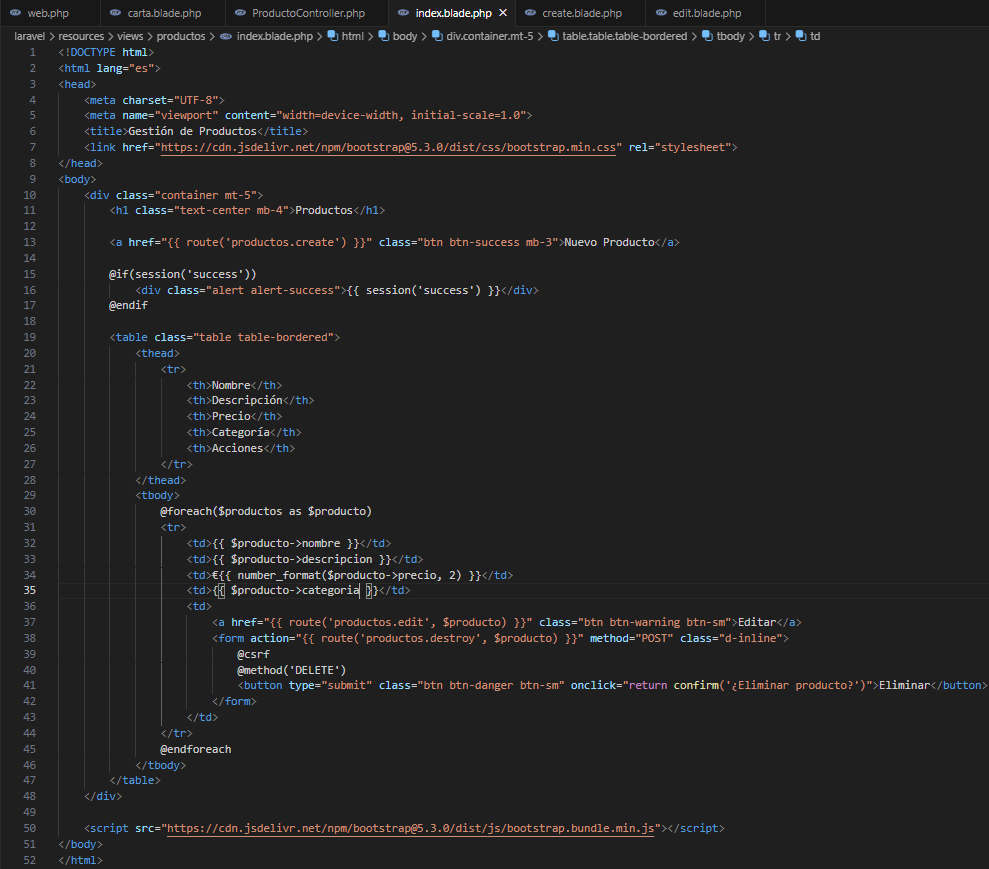 web.php carta.blade.php ProductoController.php index.blade.php × create.blade.php edit.blade.php
laravel > resources > views > productos > index.blade.php > html > body > div.container.mt-5 > table.table.table-bordered > tbody > tr > td
1 <!DOCTYPE html>
2 <html lang="es">
3 <head>
4 <meta charset="UTF-8">
5 <meta name="viewport" content="width=device-width, initial-scale=1.0">
6 <title>Gestión de Productos</title>
7 <link href="https://cdn.jsdelivr.net/npm/bootstrap@5.3.0/dist/css/bootstrap.min.css" rel="stylesheet">
8 </head>
9 <body>
10 <div class="container mt-5">
11 <h1 class="text-center mb-4">Productos</h1>
12
13 <a href="{{ route('productos.create') }}" class="btn btn-success mb-3">Nuevo Producto</a>
14
15 @if(session('success'))
16 <div class="alert alert-success">{{ session('success') }}</div>
17 @endif
18
19 <table class="table table-bordered">
20 <thead>
21 <tr>
22 <th>Nombre</th>
23 <th>Descripción</th>
24 <th>Precio</th>
25 <th>Categoría</th>
26 <th>Acciones</th>
27 </tr>
28 </thead>
29 <tbody>
30 @foreach($productos as $producto)
31 <tr>
32 <td>{{ $producto->nombre }}</td>
33 <td>{{ $producto->descripcion }}</td>
34 <td>€{{ number_format($producto->precio, 2) }}</td>
35 <td>{{ $producto->categoria }}</td>
36 <td>
37 <a href="{{ route('productos.edit', $producto) }}" class="btn btn-warning btn-sm">Editar</a>
38 <form action="{{ route('productos.destroy', $producto) }}" method="POST" class="d-inline">
39 @csrf
40 @method('DELETE')
41 <button type="submit" class="btn btn-danger btn-sm" onclick="return confirm('¿Eliminar producto?')">Eliminar</button>
42 </form>
43 </td>
44 </tr>
45 @endforeach
46 </tbody>
47 </table>
48 </div>
49
50 <script src="https://cdn.jsdelivr.net/npm/bootstrap@5.3.0/dist/js/bootstrap.bundle.min.js"></script>
51 </body>
52 </html>